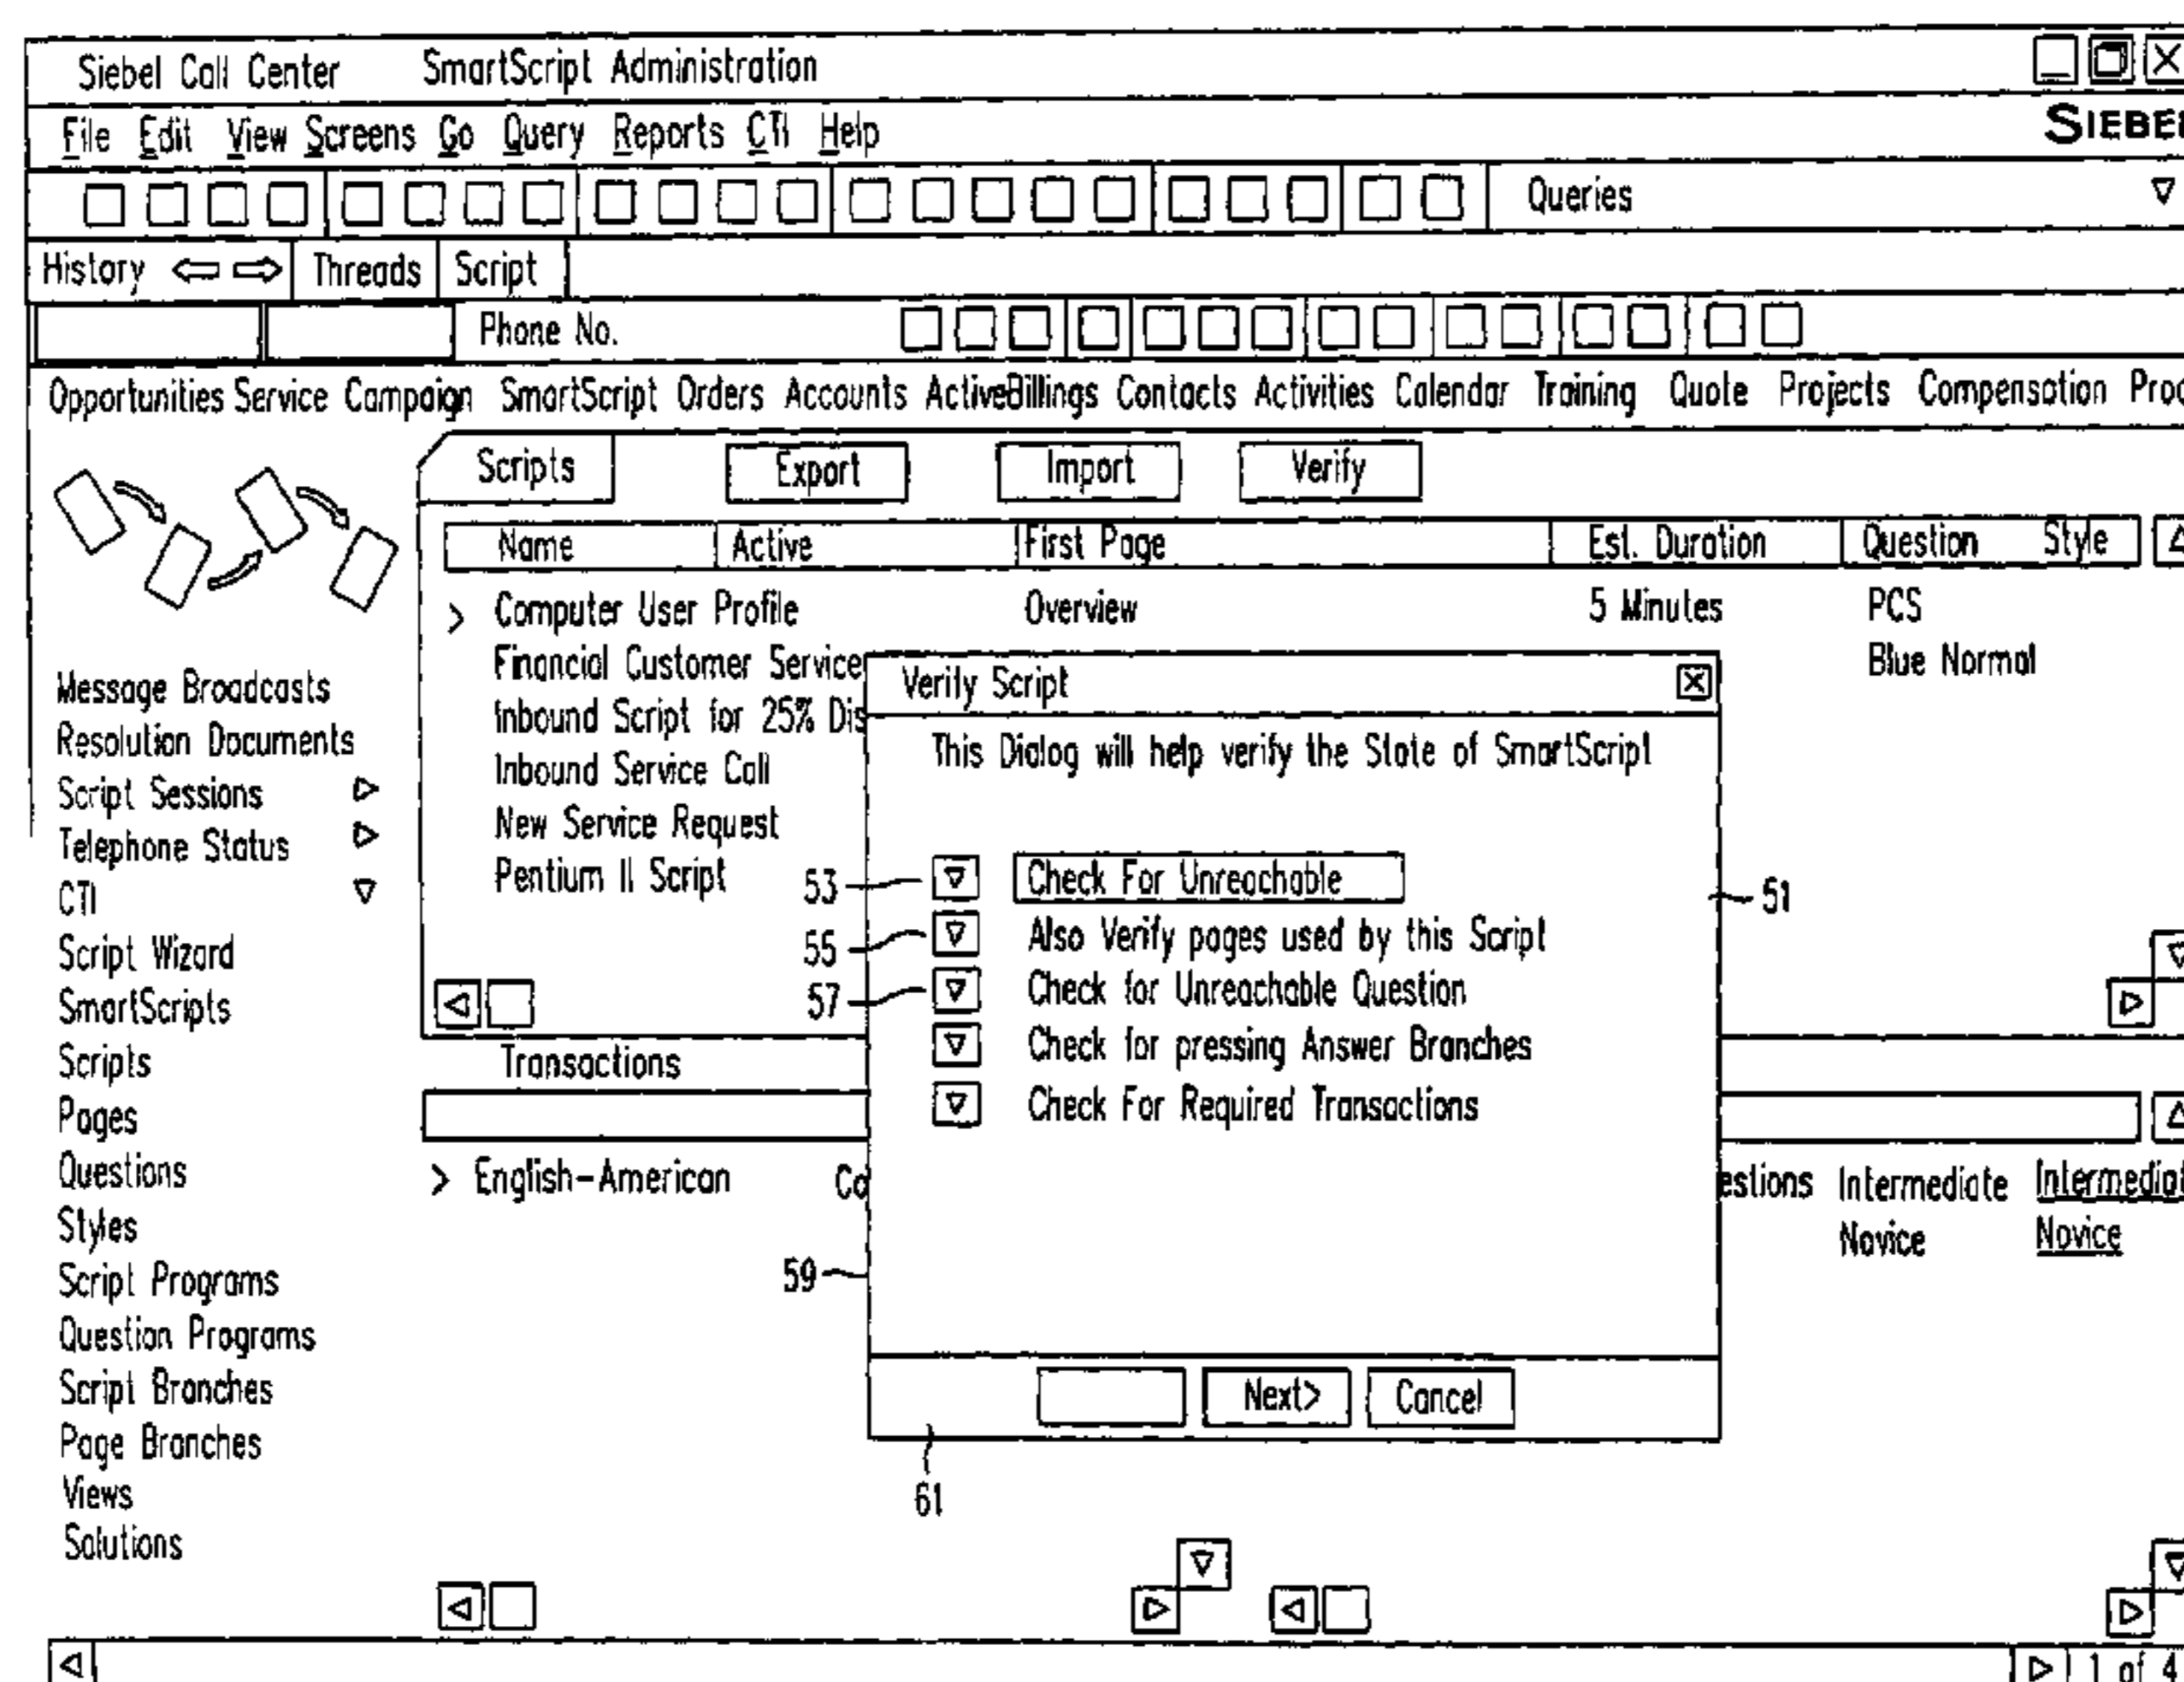 Siebel Call Center SmartScript Administration
File Edit View Screens Go Query Reports CTI Help
SIEBEL
Queries
History Threads Script
Phone No.
Opportunities Service Campaign SmartScript Orders Accounts ActiveBillings Contacts Activities Calendar Training Quote Projects Compensation
Scripts Export Import Verify
Name Active First Page Est. Duration Question Style
Computer User Profile Overview 5 Minutes PCS
Financial Customer Service Blue Normal
Inbound Script for 25% Dis
Inbound Service Call
New Service Request
Pentium II Script
Message Broadcasts
Resolution Documents
Script Sessions
Telephone Status
CTI
Script Wizard
SmartScripts
Scripts
Pages
Questions
Styles
Script Programs
Question Programs
Script Branches
Page Branches
Views
Solutions
Verify Script
This Dialog will help verify the State of SmartScript
53 Check For Unreachable 51
55 Also Verify pages used by this Script
57 Check for Unreachable Question
Check for pressing Answer Branches
Check For Required Transactions
Transactions
> English-American Co estions Intermediate Intermediat
Novice Novice
59
Next> Cancel
61
1 of 4